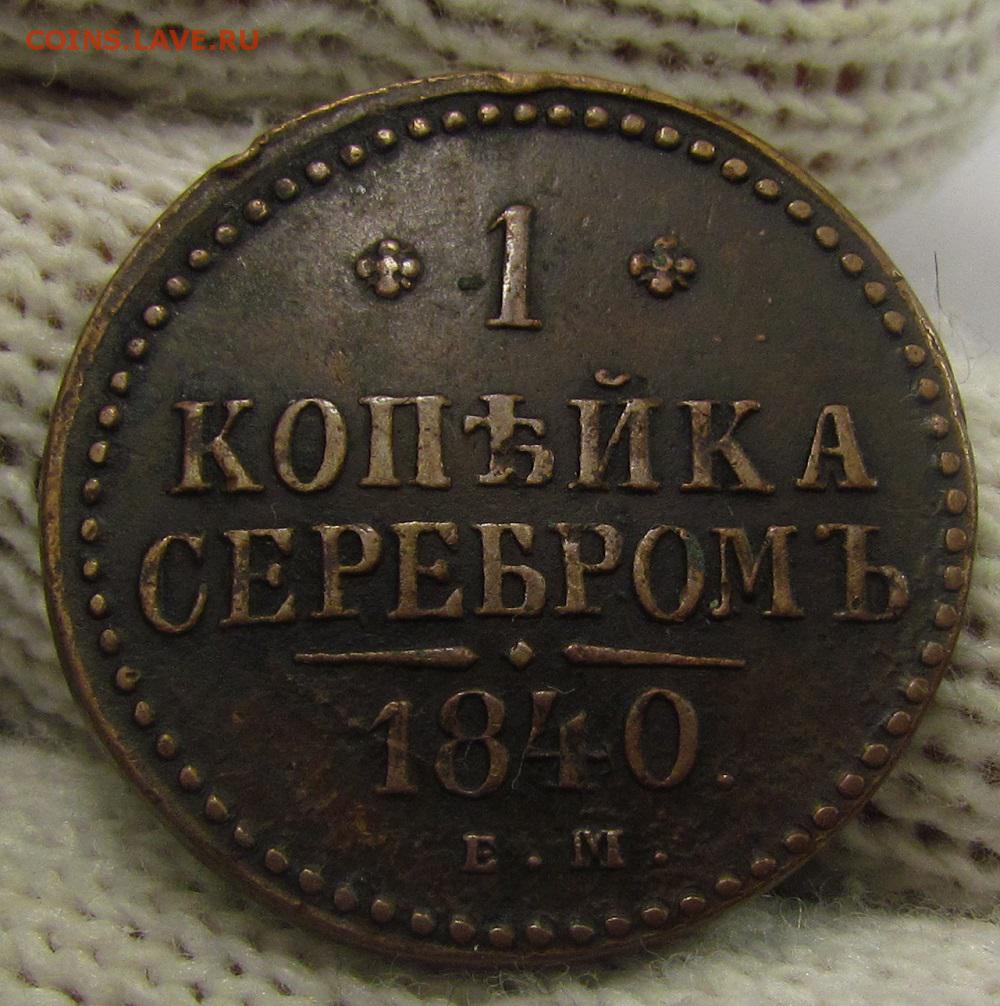 COINS.LAVE.RU
1
КОПѢЙКА
СЕРЕБРОМЪ
1840.
Е.М.